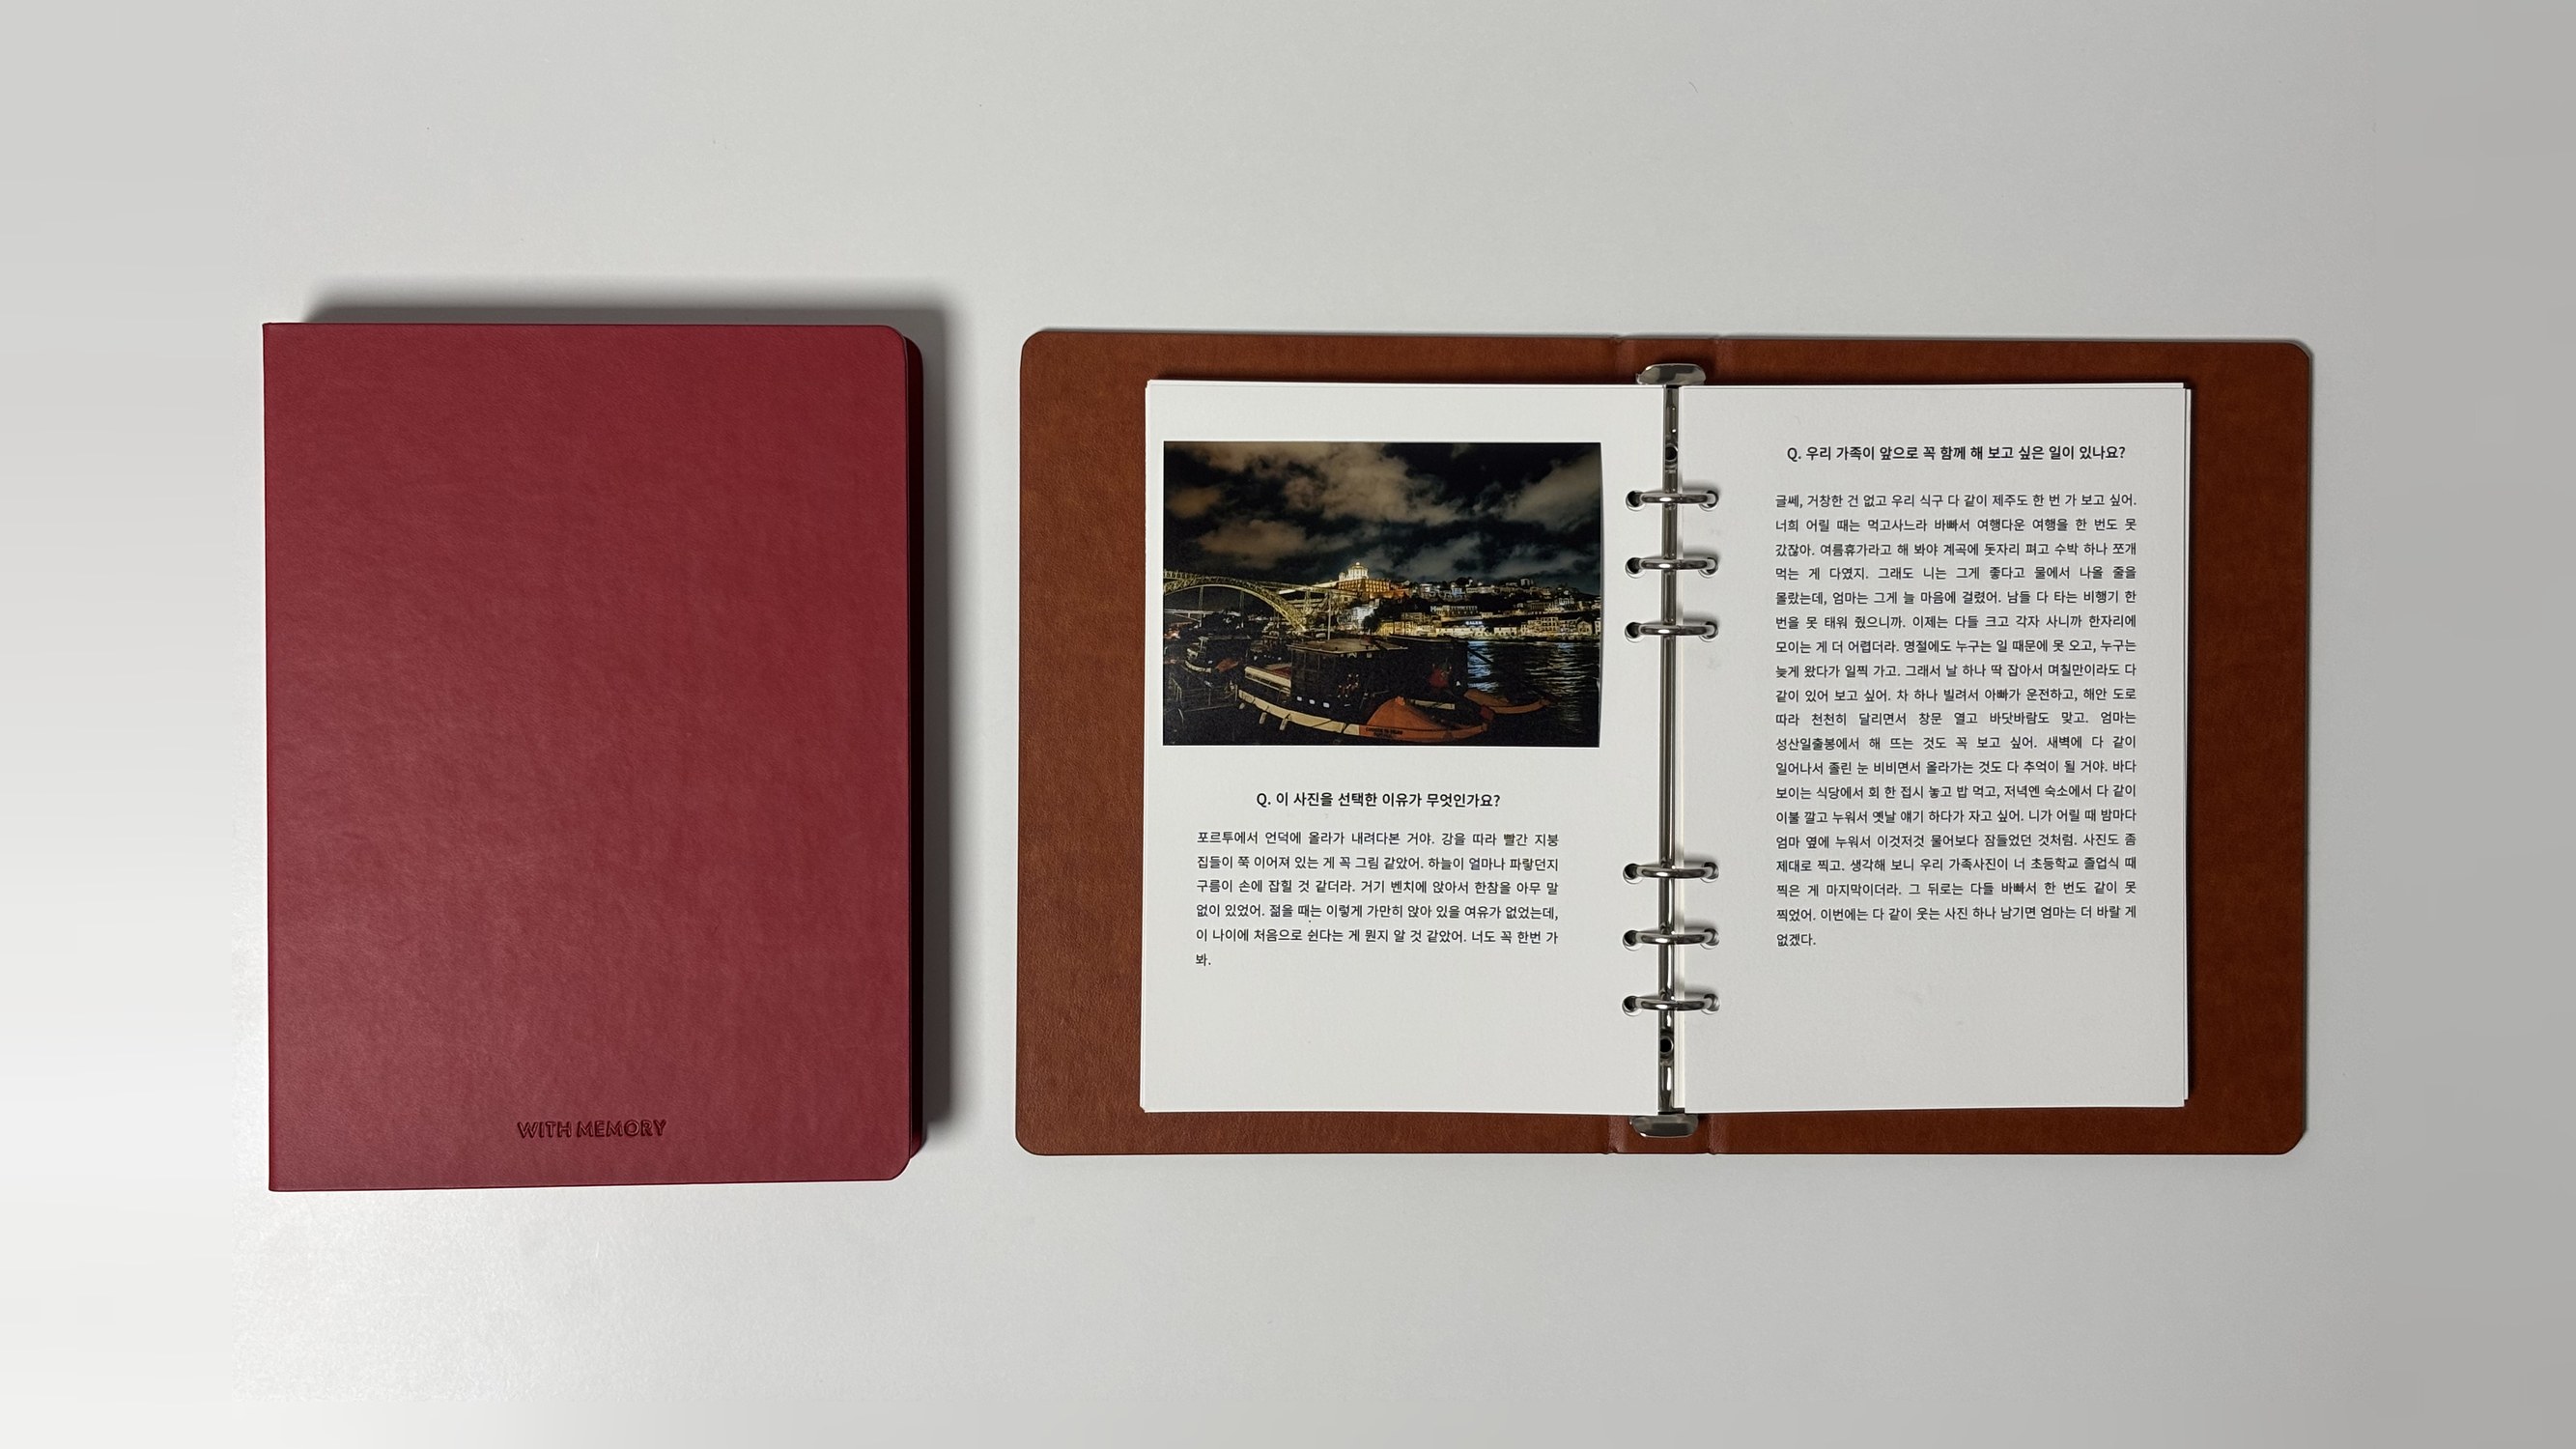 WITH MEMORY
Q. 이 사진을 선택한 이유가 무엇인가요?
포르투에서 언덕에 올라가 내려다본 거야. 강을 따라 빨간 지붕
집들이 쭉 이어져 있는 게 꼭 그림 같았어. 하늘이 얼마나 파랗던지
구름이 손에 잡힐 것 같더라. 거기 벤치에 앉아서 한참을 아무 말
없이 있었어. 젊을 때는 이렇게 가만히 앉아 있을 여유가 없었는데,
이 나이에 처음으로 쉰다는 게 뭔지 알 것 같았어. 너도 꼭 한번 가
봐.
Q. 우리 가족이 앞으로 꼭 함께 해 보고 싶은 일이 있나요?
글쎄, 거창한 건 없고 우리 식구 다 같이 제주도 한 번 가 보고 싶어.
너희 어릴 때는 먹고사느라 바빠서 여행다운 여행을 한 번도 못
갔잖아. 여름휴가라고 해 봐야 계곡에 돗자리 펴고 수박 하나 쪼개
먹는 게 다였지. 그래도 니는 그게 좋다고 물에서 나올 줄을
몰랐는데, 엄마는 그게 늘 마음에 걸렸어. 남들 다 타는 비행기 한
번을 못 태워 줬으니까. 이제는 다들 크고 각자 사니까 한자리에
모이는 게 더 어렵더라. 명절에도 누구는 일 때문에 못 오고, 누구는
늦게 왔다가 일찍 가고. 그래서 날 하나 딱 잡아서 며칠만이라도 다
같이 있어 보고 싶어. 차 하나 빌려서 아빠가 운전하고, 해안 도로
따라 천천히 달리면서 창문 열고 바닷바람도 맞고. 엄마는
성산일출봉에서 해 뜨는 것도 꼭 보고 싶어. 새벽에 다 같이
일어나서 졸린 눈 비비면서 올라가는 것도 다 추억이 될 거야. 바다
보이는 식당에서 회 한 접시 놓고 밥 먹고, 저녁엔 숙소에서 다 같이
이불 깔고 누워서 옛날 얘기 하다가 자고 싶어. 니가 어릴 때 밤마다
엄마 옆에 누워서 이것저것 물어보다 잠들었던 것처럼. 사진도 좀
제대로 찍고. 생각해 보니 우리 가족사진이 너 초등학교 졸업식 때
찍은 게 마지막이더라. 그 뒤로는 다들 바빠서 한 번도 같이 못
찍었어. 이번에는 다 같이 웃는 사진 하나 남기면 엄마는 더 바랄 게
없겠다.